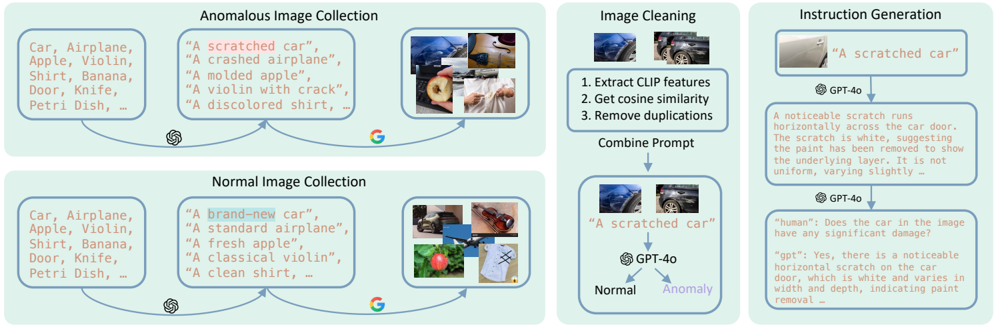 Anomalous Image Collection
Car, Airplane,
Apple, Violin,
Shirt, Banana,
Door, Knife,
Petri Dish, …
“A scratched car”,
“A crashed airplane”,
“A molded apple”,
“A violin with crack”,
“A discolored shirt, …
Normal Image Collection
Car, Airplane,
Apple, Violin,
Shirt, Banana,
Door, Knife,
Petri Dish, …
“A brand-new car”,
“A standard airplane”,
“A fresh apple”,
“A classical violin”,
“A clean shirt, …
Image Cleaning
1. Extract CLIP features
2. Get cosine similarity
3. Remove duplications
Combine Prompt
“A scratched car”
GPT-4o
Normal
Anomaly
Instruction Generation
“A scratched car”
GPT-4o
A noticeable scratch runs
horizontally across the car door.
The scratch is white, suggesting
the paint has been removed to show
the underlying layer. It is not
uniform, varying slightly …
GPT-4o
“human”: Does the car in the image
have any significant damage?
“gpt”: Yes, there is a noticeable
horizontal scratch on the car
door, which is white and varies in
width and depth, indicating paint
removal …